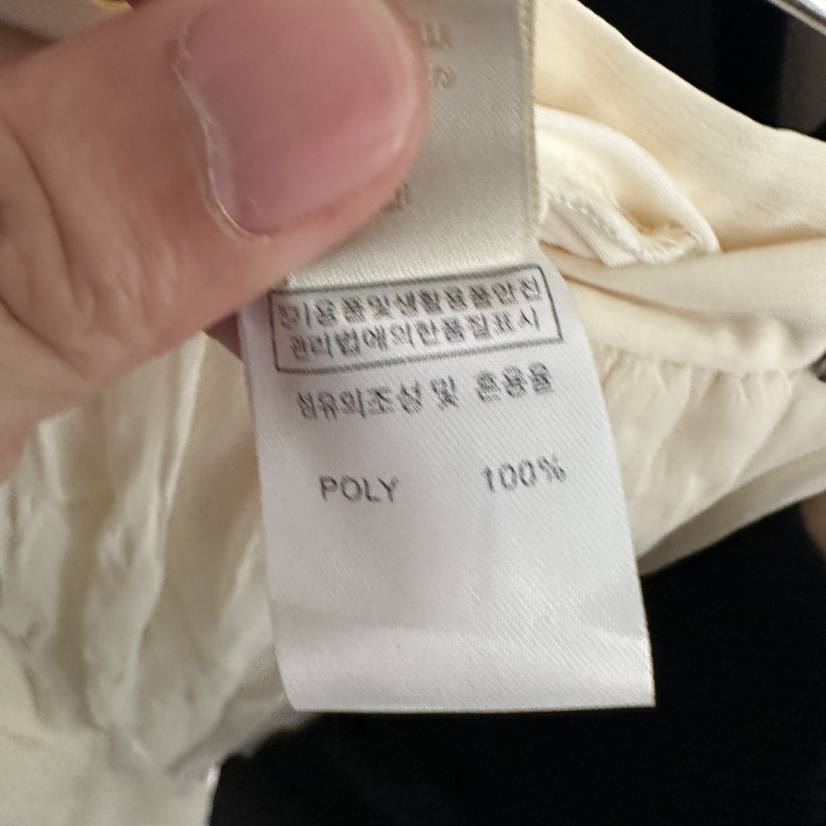 전기용품및생활용품안전
관리법에의한품질표시
섬유의조성 및 혼용율
POLY 100%